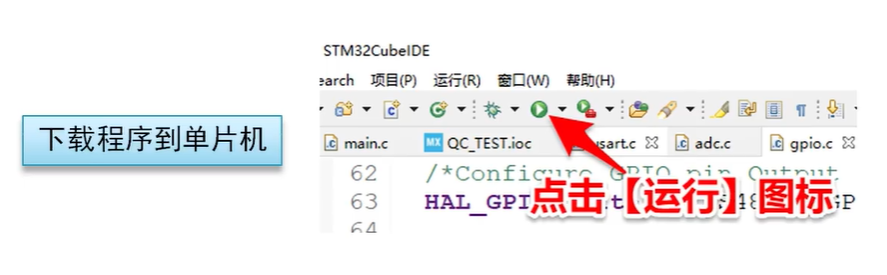 STM32CubeIDE
earch 项目(P) 运行(R) 窗口(W) 帮助(H)
下载程序到单片机
main.c QC_TEST.ioc usart.c adc.c gpio.c
62 /*Configure GPIO pin Output
63 HAL_GPI
点击【运行】图标
64